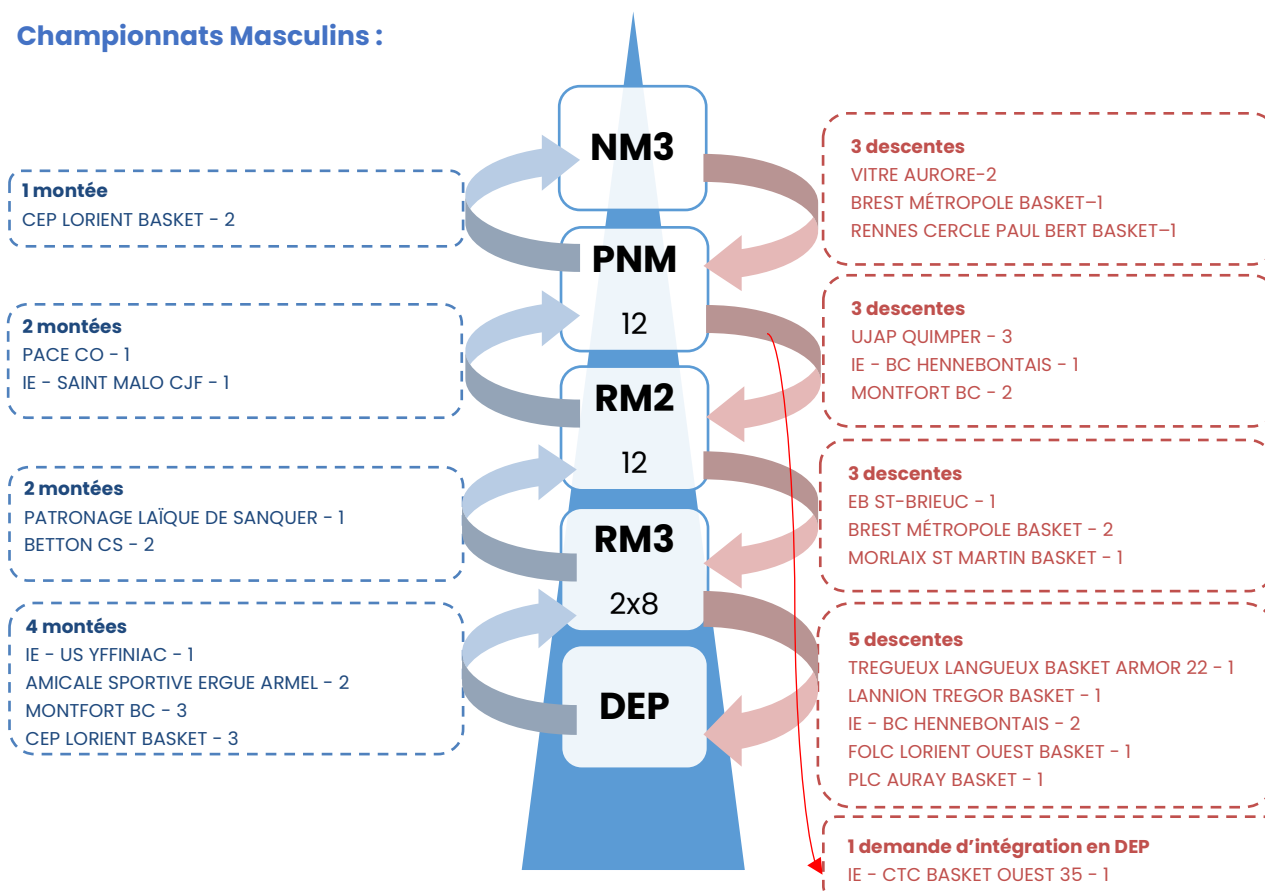 Championnats Masculins :
NM3
PNM
12
RM2
12
RM3
2x8
DEP
1 montée
CEP LORIENT BASKET - 2
2 montées
PACE CO - 1
IE - SAINT MALO CJF - 1
2 montées
PATRONAGE LAÏQUE DE SANQUER - 1
BETTON CS - 2
4 montées
IE - US YFFINIAC - 1
AMICALE SPORTIVE ERGUE ARMEL - 2
MONTFORT BC - 3
CEP LORIENT BASKET - 3
3 descentes
VITRE AURORE-2
BREST MÉTROPOLE BASKET–1
RENNES CERCLE PAUL BERT BASKET–1
3 descentes
UJAP QUIMPER - 3
IE - BC HENNEBONTAIS - 1
MONTFORT BC - 2
3 descentes
EB ST-BRIEUC - 1
BREST MÉTROPOLE BASKET - 2
MORLAIX ST MARTIN BASKET - 1
5 descentes
TREGUEUX LANGUEUX BASKET ARMOR 22 - 1
LANNION TREGOR BASKET - 1
IE - BC HENNEBONTAIS - 2
FOLC LORIENT OUEST BASKET - 1
PLC AURAY BASKET - 1
1 demande d’intégration en DEP
IE - CTC BASKET OUEST 35 - 1